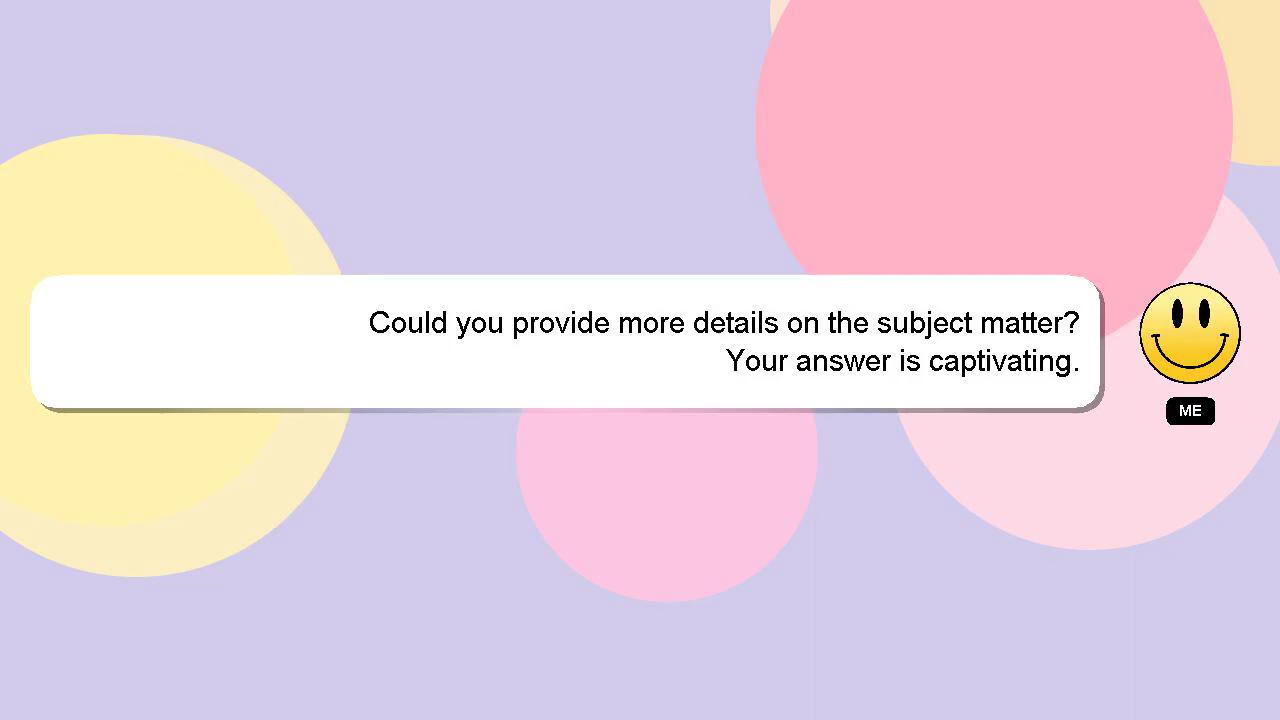 Could you provide more details on the subject matter?
Your answer is captivating.
ME